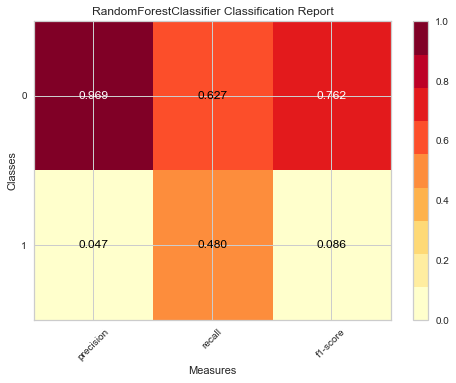 RandomForestClassifier Classification Report
Classes
0
0.969 0.627 0.762
1
0.047 0.480 0.086
precision recall f1-score
Measures
1.0
0.8
0.6
0.4
0.2
0.0